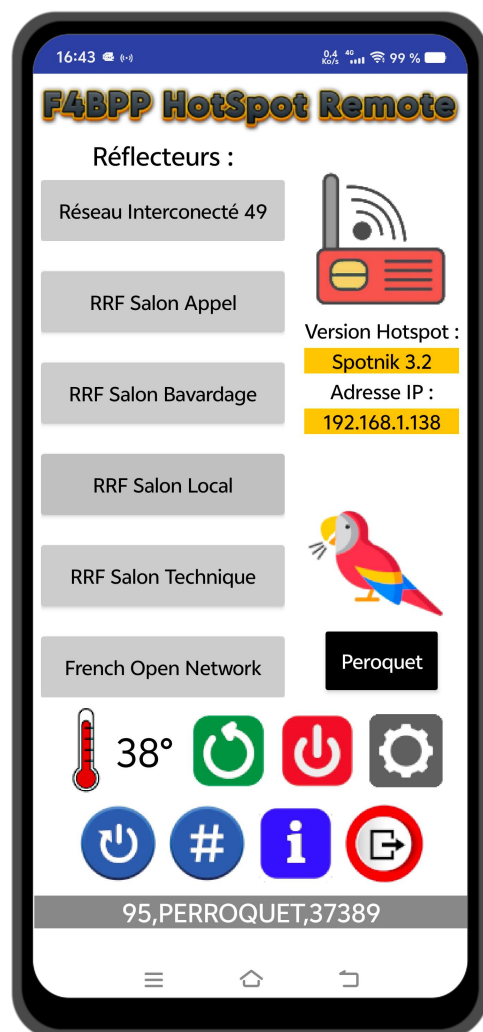 16:43 0,4 Ko/s 4G 99 %
F4BPP HotSpot Remote
Réflecteurs :
Réseau Interconecté 49
RRF Salon Appel
RRF Salon Bavardage
RRF Salon Local
RRF Salon Technique
French Open Network
Version Hotspot :
Spotnik 3.2
Adresse IP :
192.168.1.138
Peroquet
38°
#
i
95,PERROQUET,37389